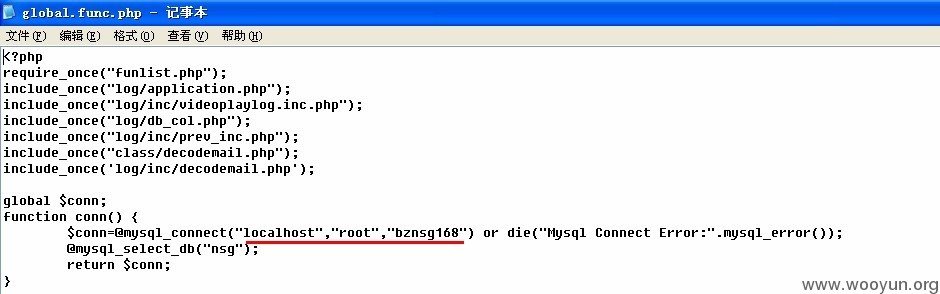 global.func.php - 记事本
文件(F) 编辑(E) 格式(O) 查看(V) 帮助(H)
<?php
require_once("funlist.php");
include_once("log/application.php");
include_once("log/inc/videoplaylog.inc.php");
include_once("log/db_col.php");
include_once("log/inc/prev_inc.php");
include_once("class/decodemail.php");
include_once('log/inc/decodemail.php');
global $conn;
function conn() {
$conn=@mysql_connect("localhost","root","bznsg168") or die("Mysql Connect Error:".mysql_error());
@mysql_select_db("nsg");
return $conn;
}
www.wooyun.org